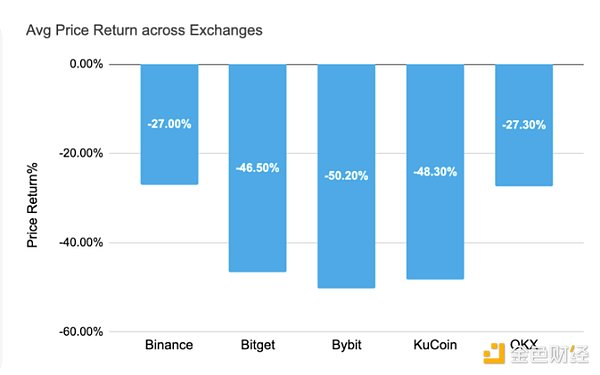 Avg Price Return across Exchanges
0.00%
-20.00%
-40.00%
-60.00%
Price Return%
-27.00%
-46.50%
-50.20%
-48.30%
-27.30%
Binance
Bitget
Bybit
KuCoin
OKX
金色财经